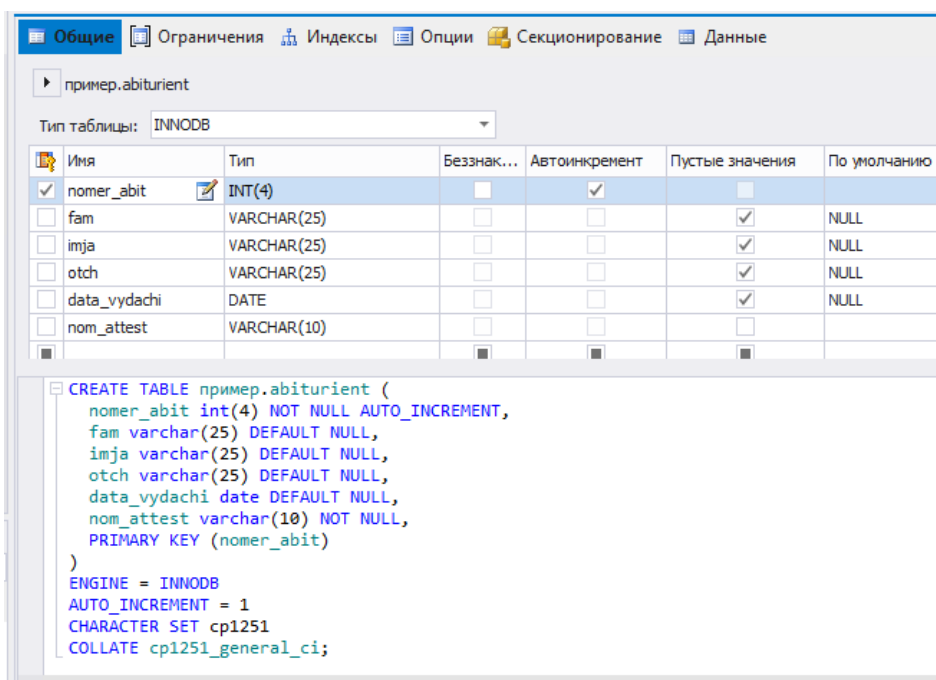 Общие Ограничения Индексы Опции Секционирование Данные
пример.abiturient
Тип таблицы: INNODB
Имя Тип Беззнак... Автоинкремент Пустые значения По умолчанию
nomer_abit INT(4)
fam VARCHAR(25) NULL
imja VARCHAR(25) NULL
otch VARCHAR(25) NULL
data_vydachi DATE NULL
nom_attest VARCHAR(10)
CREATE TABLE пример.abiturient (
nomer_abit int(4) NOT NULL AUTO_INCREMENT,
fam varchar(25) DEFAULT NULL,
imja varchar(25) DEFAULT NULL,
otch varchar(25) DEFAULT NULL,
data_vydachi date DEFAULT NULL,
nom_attest varchar(10) NOT NULL,
PRIMARY KEY (nomer_abit)
)
ENGINE = INNODB
AUTO_INCREMENT = 1
CHARACTER SET cp1251
COLLATE cp1251_general_ci;